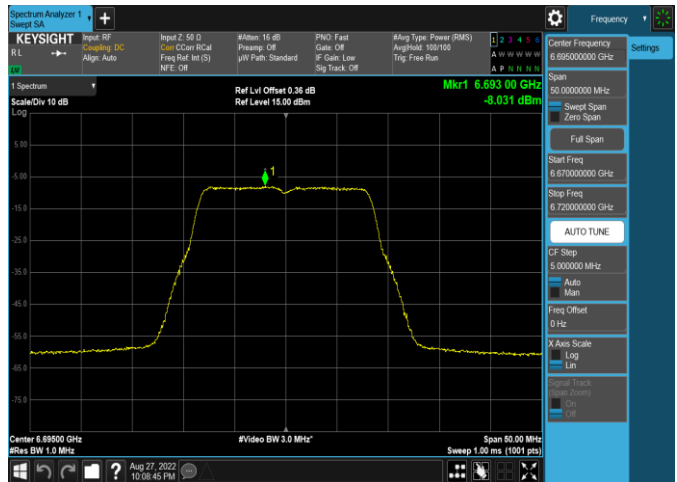 Spectrum Analyzer 1
Swept SA
Frequency
KEYSIGHT
RL
Input: RF
Coupling: DC
Align: Auto
Input Z: 50 Ω
Corr CCorr RCal
Freq Ref: Int (S)
NFE: Off
#Atten: 16 dB
Preamp: Off
µW Path: Standard
PNO: Fast
Gate: Off
IF Gain: Low
Sig Track: Off
#Avg Type: Power (RMS)
Avg|Hold: 100/100
Trig: Free Run
1 2 3 4 5 6
A W W W W W
A P N N N N
1 Spectrum
Scale/Div 10 dB
Log
Ref Lvl Offset 0.36 dB
Ref Level 15.00 dBm
Mkr1 6.693 00 GHz
-8.031 dBm
5.00
-5.00
-15.0
-25.0
-35.0
-45.0
-55.0
-65.0
-75.0
1
Center 6.69500 GHz
#Res BW 1.0 MHz
#Video BW 3.0 MHz*
Span 50.00 MHz
Sweep 1.00 ms (1001 pts)
Center Frequency
6.695000000 GHz
Settings
Span
50.0000000 MHz
Swept Span
Zero Span
Full Span
Start Freq
6.670000000 GHz
Stop Freq
6.720000000 GHz
AUTO TUNE
CF Step
5.000000 MHz
Auto
Man
Freq Offset
0 Hz
X Axis Scale
Log
Lin
Signal Track
(Span Zoom)
On
Off
Aug 27, 2022
10:08:45 PM